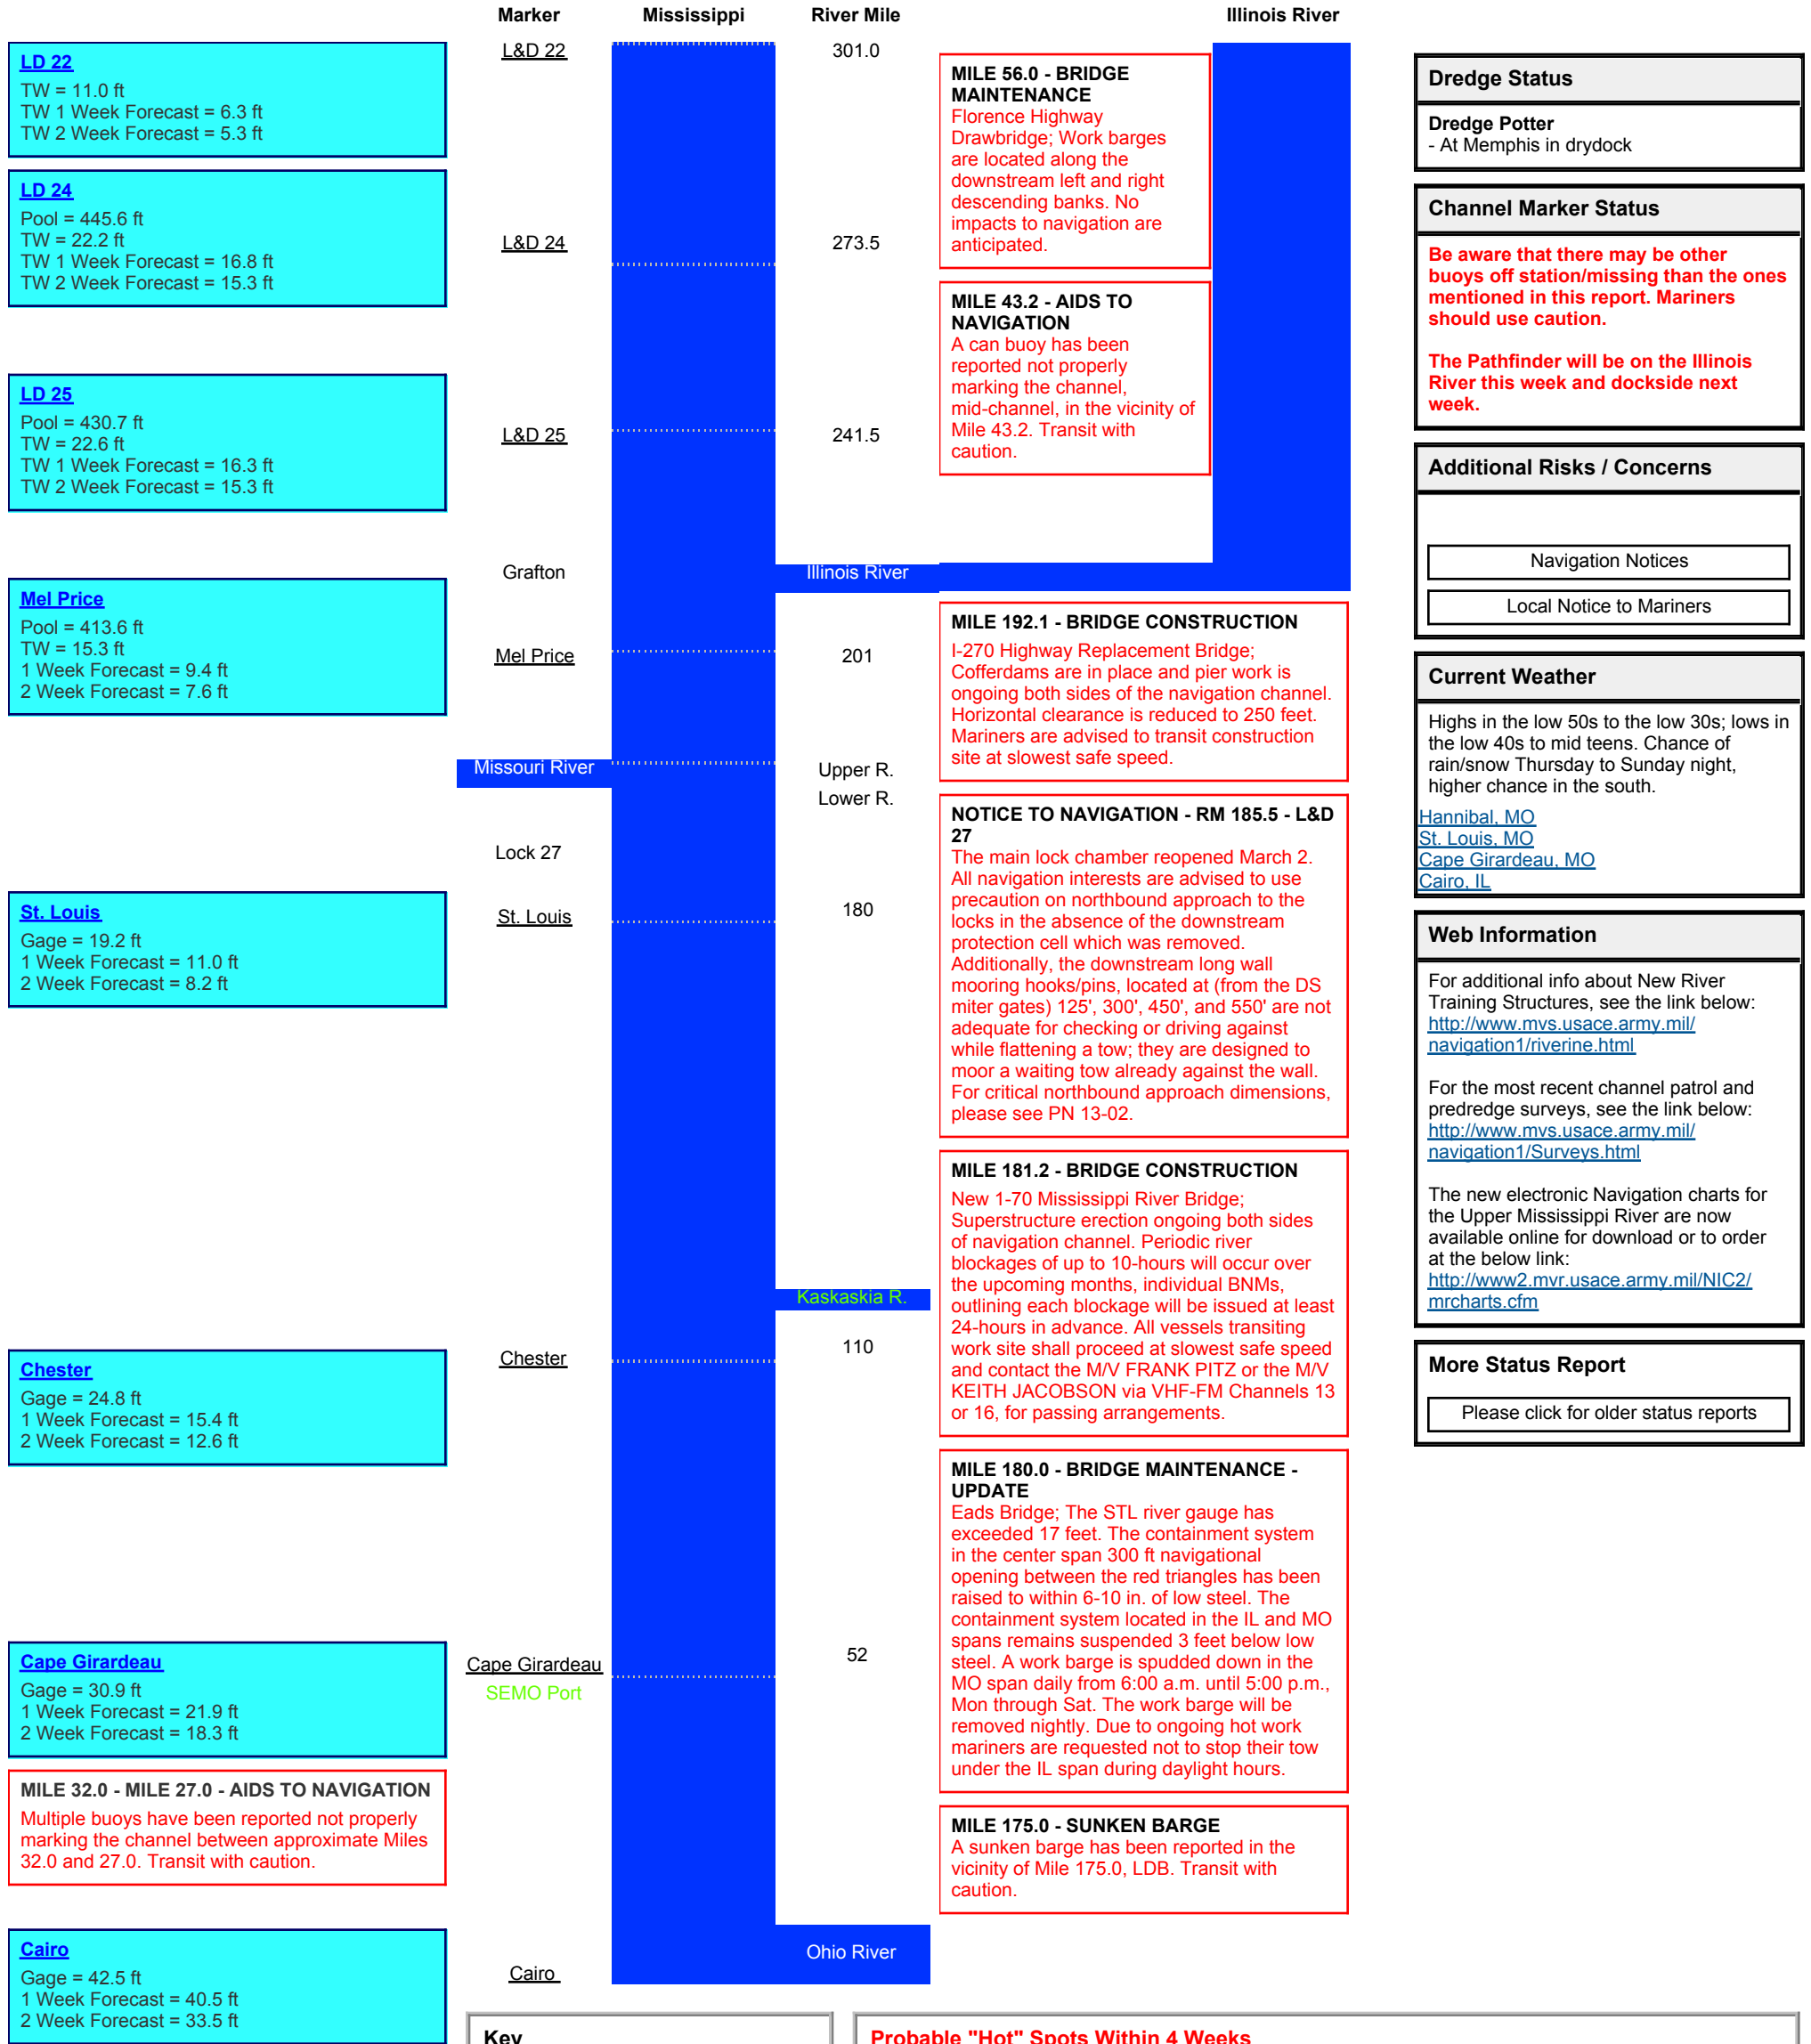 Marker
Mississippi
River Mile
Illinois River
LD 22
TW = 11.0 ft
TW 1 Week Forecast = 6.3 ft
TW 2 Week Forecast = 5.3 ft
LD 24
Pool = 445.6 ft
TW = 22.2 ft
TW 1 Week Forecast = 16.8 ft
TW 2 Week Forecast = 15.3 ft
LD 25
Pool = 430.7 ft
TW = 22.6 ft
TW 1 Week Forecast = 16.3 ft
TW 2 Week Forecast = 15.3 ft
Mel Price
Pool = 413.6 ft
TW = 15.3 ft
1 Week Forecast = 9.4 ft
2 Week Forecast = 7.6 ft
St. Louis
Gage = 19.2 ft
1 Week Forecast = 11.0 ft
2 Week Forecast = 8.2 ft
Chester
Gage = 24.8 ft
1 Week Forecast = 15.4 ft
2 Week Forecast = 12.6 ft
Cape Girardeau
Gage = 30.9 ft
1 Week Forecast = 21.9 ft
2 Week Forecast = 18.3 ft
MILE 32.0 - MILE 27.0 - AIDS TO NAVIGATION
Multiple buoys have been reported not properly
marking the channel between approximate Miles
32.0 and 27.0. Transit with caution.
Cairo
Gage = 42.5 ft
1 Week Forecast = 40.5 ft
2 Week Forecast = 33.5 ft
L&D 22
L&D 24
L&D 25
Grafton
Mel Price
Missouri River
Lock 27
St. Louis
Chester
Cape Girardeau
SEMO Port
Cairo
301.0
273.5
241.5
Illinois River
201
Upper R.
Lower R.
180
Kaskaskia R.
110
52
Ohio River
MILE 56.0 - BRIDGE
MAINTENANCE
Florence Highway
Drawbridge; Work barges
are located along the
downstream left and right
descending banks. No
impacts to navigation are
anticipated.
MILE 43.2 - AIDS TO
NAVIGATION
A can buoy has been
reported not properly
marking the channel,
mid-channel, in the vicinity of
Mile 43.2. Transit with
caution.
MILE 192.1 - BRIDGE CONSTRUCTION
I-270 Highway Replacement Bridge;
Cofferdams are in place and pier work is
ongoing both sides of the navigation channel.
Horizontal clearance is reduced to 250 feet.
Mariners are advised to transit construction
site at slowest safe speed.
NOTICE TO NAVIGATION - RM 185.5 - L&D
27
The main lock chamber reopened March 2.
All navigation interests are advised to use
precaution on northbound approach to the
locks in the absence of the downstream
protection cell which was removed.
Additionally, the downstream long wall
mooring hooks/pins, located at (from the DS
miter gates) 125', 300', 450', and 550' are not
adequate for checking or driving against
while flattening a tow; they are designed to
moor a waiting tow already against the wall.
For critical northbound approach dimensions,
please see PN 13-02.
MILE 181.2 - BRIDGE CONSTRUCTION
New 1-70 Mississippi River Bridge;
Superstructure erection ongoing both sides
of navigation channel. Periodic river
blockages of up to 10-hours will occur over
the upcoming months, individual BNMs,
outlining each blockage will be issued at least
24-hours in advance. All vessels transiting
work site shall proceed at slowest safe speed
and contact the M/V FRANK PITZ or the M/V
KEITH JACOBSON via VHF-FM Channels 13
or 16, for passing arrangements.
MILE 180.0 - BRIDGE MAINTENANCE -
UPDATE
Eads Bridge; The STL river gauge has
exceeded 17 feet. The containment system
in the center span 300 ft navigational
opening between the red triangles has been
raised to within 6-10 in. of low steel. The
containment system located in the IL and MO
spans remains suspended 3 feet below low
steel. A work barge is spudded down in the
MO span daily from 6:00 a.m. until 5:00 p.m.,
Mon through Sat. The work barge will be
removed nightly. Due to ongoing hot work
mariners are requested not to stop their tow
under the IL span during daylight hours.
MILE 175.0 - SUNKEN BARGE
A sunken barge has been reported in the
vicinity of Mile 175.0, LDB. Transit with
caution.
Dredge Status
Dredge Potter
- At Memphis in drydock
Channel Marker Status
Be aware that there may be other
buoys off station/missing than the ones
mentioned in this report. Mariners
should use caution.
The Pathfinder will be on the Illinois
River this week and dockside next
week.
Additional Risks / Concerns
Navigation Notices
Local Notice to Mariners
Current Weather
Highs in the low 50s to the low 30s; lows in
the low 40s to mid teens. Chance of
rain/snow Thursday to Sunday night,
higher chance in the south.
Hannibal, MO
St. Louis, MO
Cape Girardeau, MO
Cairo, IL
Web Information
For additional info about New River
Training Structures, see the link below:
http://www.mvs.usace.army.mil/
navigation1/riverine.html
For the most recent channel patrol and
predredge surveys, see the link below:
http://www.mvs.usace.army.mil/
navigation1/Surveys.html
The new electronic Navigation charts for
the Upper Mississippi River are now
available online for download or to order
at the below link:
http://www2.mvr.usace.army.mil/NIC2/
mrcharts.cfm
More Status Report
Please click for older status reports
Key
Probable "Hot" Spots Within 4 Weeks